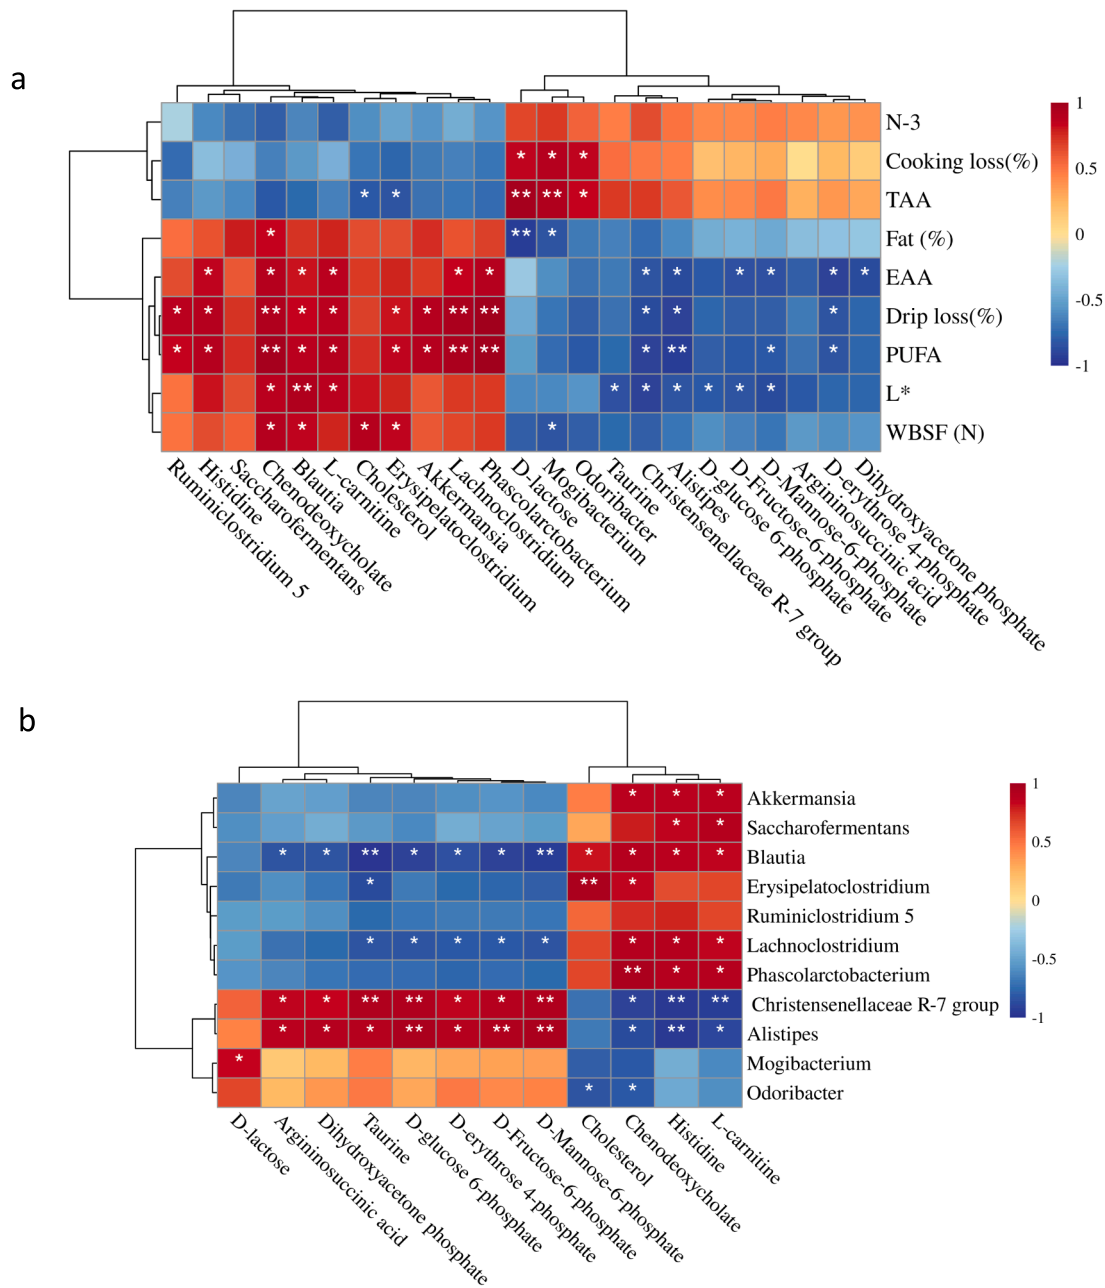 a
N-3
Cooking loss(%)
TAA
Fat (%)
EAA
Drip loss(%)
PUFA
L*
WBSF (N)
* * *
* * ** ** *
* ** *
* * * * * * * * * * * *
* * ** * * * * ** ** * * *
* * ** * * * * ** ** * ** * *
* ** * * * * * * *
* * * * *
1
0.5
0
-0.5
-1
Ruminiclostridium 5
Histidine
Saccharofermentans
Chenodeoxycholate
Blautia
L-carnitine
Cholesterol
Erysipelatoclostridium
Akkermansia
Lachnoclostridium
Phascolarctobacterium
D-lactose
Mogibacterium
Odoribacter
Taurine
Christensenellaceae R-7 group
Alistipes
D-glucose 6-phosphate
D-Fructose-6-phosphate
D-Mannose-6-phosphate
Argininosuccinic acid
D-erythrose 4-phosphate
Dihydroxyacetone phosphate
b
* * * Akkermansia
* * Saccharofermentans
* * ** * * * ** * * * * Blautia
* ** * Erysipelatoclostridium
Ruminiclostridium 5
* * * * * * * * Lachnoclostridium
** * * Phascolarctobacterium
* * ** ** * * ** * ** ** Christensenellaceae R-7 group
* * * ** * ** ** * ** * Alistipes
* Mogibacterium
* * Odoribacter
1
0.5
0
-0.5
-1
D-lactose
Argininosuccinic acid
Dihydroxyacetone phosphate
Taurine
D-glucose 6-phosphate
D-erythrose 4-phosphate
D-Fructose-6-phosphate
D-Mannose-6-phosphate
Cholesterol
Chenodeoxycholate
Histidine
L-carnitine